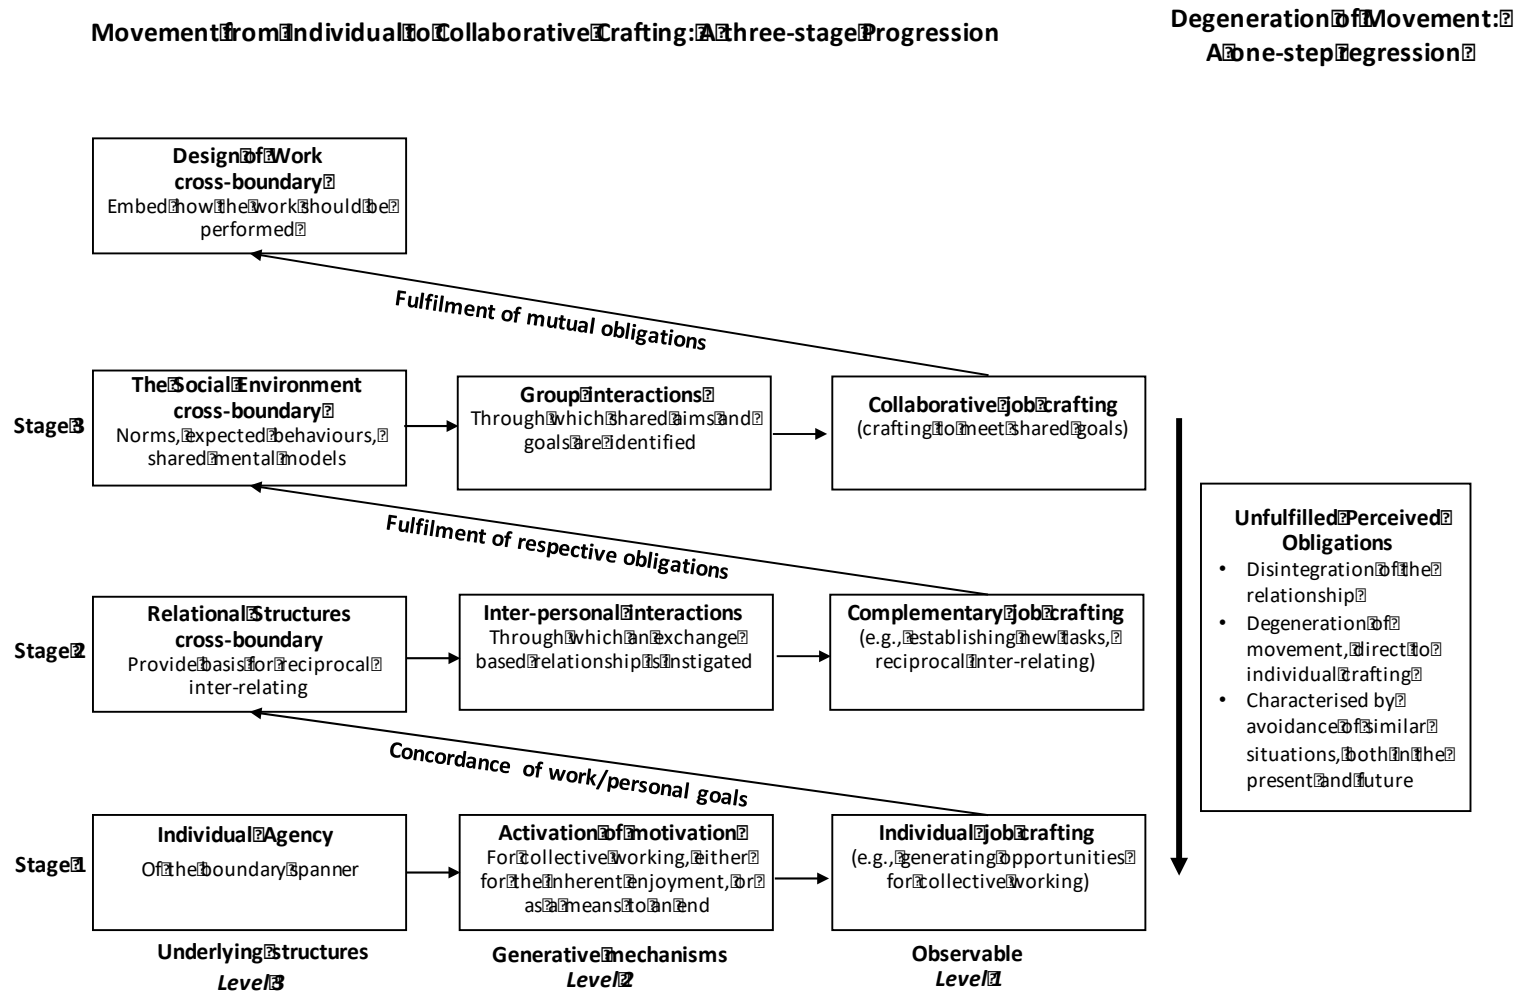 Movement from Individual to Collaborative Crafting: A three-stage Progression
Degeneration of Movement:
A one-step regression
Design of Work
cross-boundary
Embed how the work should be
performed
Fulfilment of mutual obligations
Stage 3
The Social Environment
cross-boundary
Norms, expected behaviours,
shared mental models
Group interactions
Through which shared aims and
goals are identified
Collaborative job crafting
(crafting to meet shared goals)
Fulfilment of respective obligations
Stage 2
Relational Structures
cross-boundary
Provide basis for reciprocal
inter-relating
Inter-personal interactions
Through which an exchange
based relationship is instigated
Complementary job crafting
(e.g., establishing new tasks,
reciprocal inter-relating)
Concordance of work/personal goals
Stage 1
Individual Agency
Of the boundary spanner
Activation of motivation
For collective working, either
for the inherent enjoyment, or
as a means to an end
Individual job crafting
(e.g., generating opportunities
for collective working)
Underlying structures
Level 3
Generative mechanisms
Level 2
Observable
Level 1
Unfulfilled Perceived
Obligations
• Disintegration of the
relationship
• Degeneration of
movement, direct to
individual crafting
• Characterised by
avoidance of similar
situations, both in the
present and future